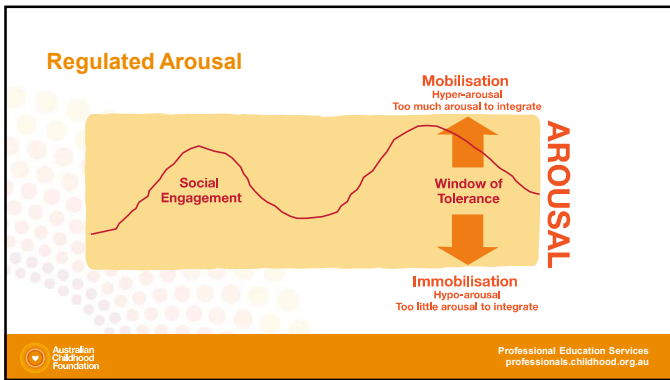 Regulated Arousal
Mobilisation
Hyper-arousal
Too much arousal to integrate
Social
Engagement
Window of
Tolerance
AROUSAL
Immobilisation
Hypo-arousal
Too little arousal to integrate
Australian
Childhood
Foundation
Professional Education Services
professionals.childhood.org.au